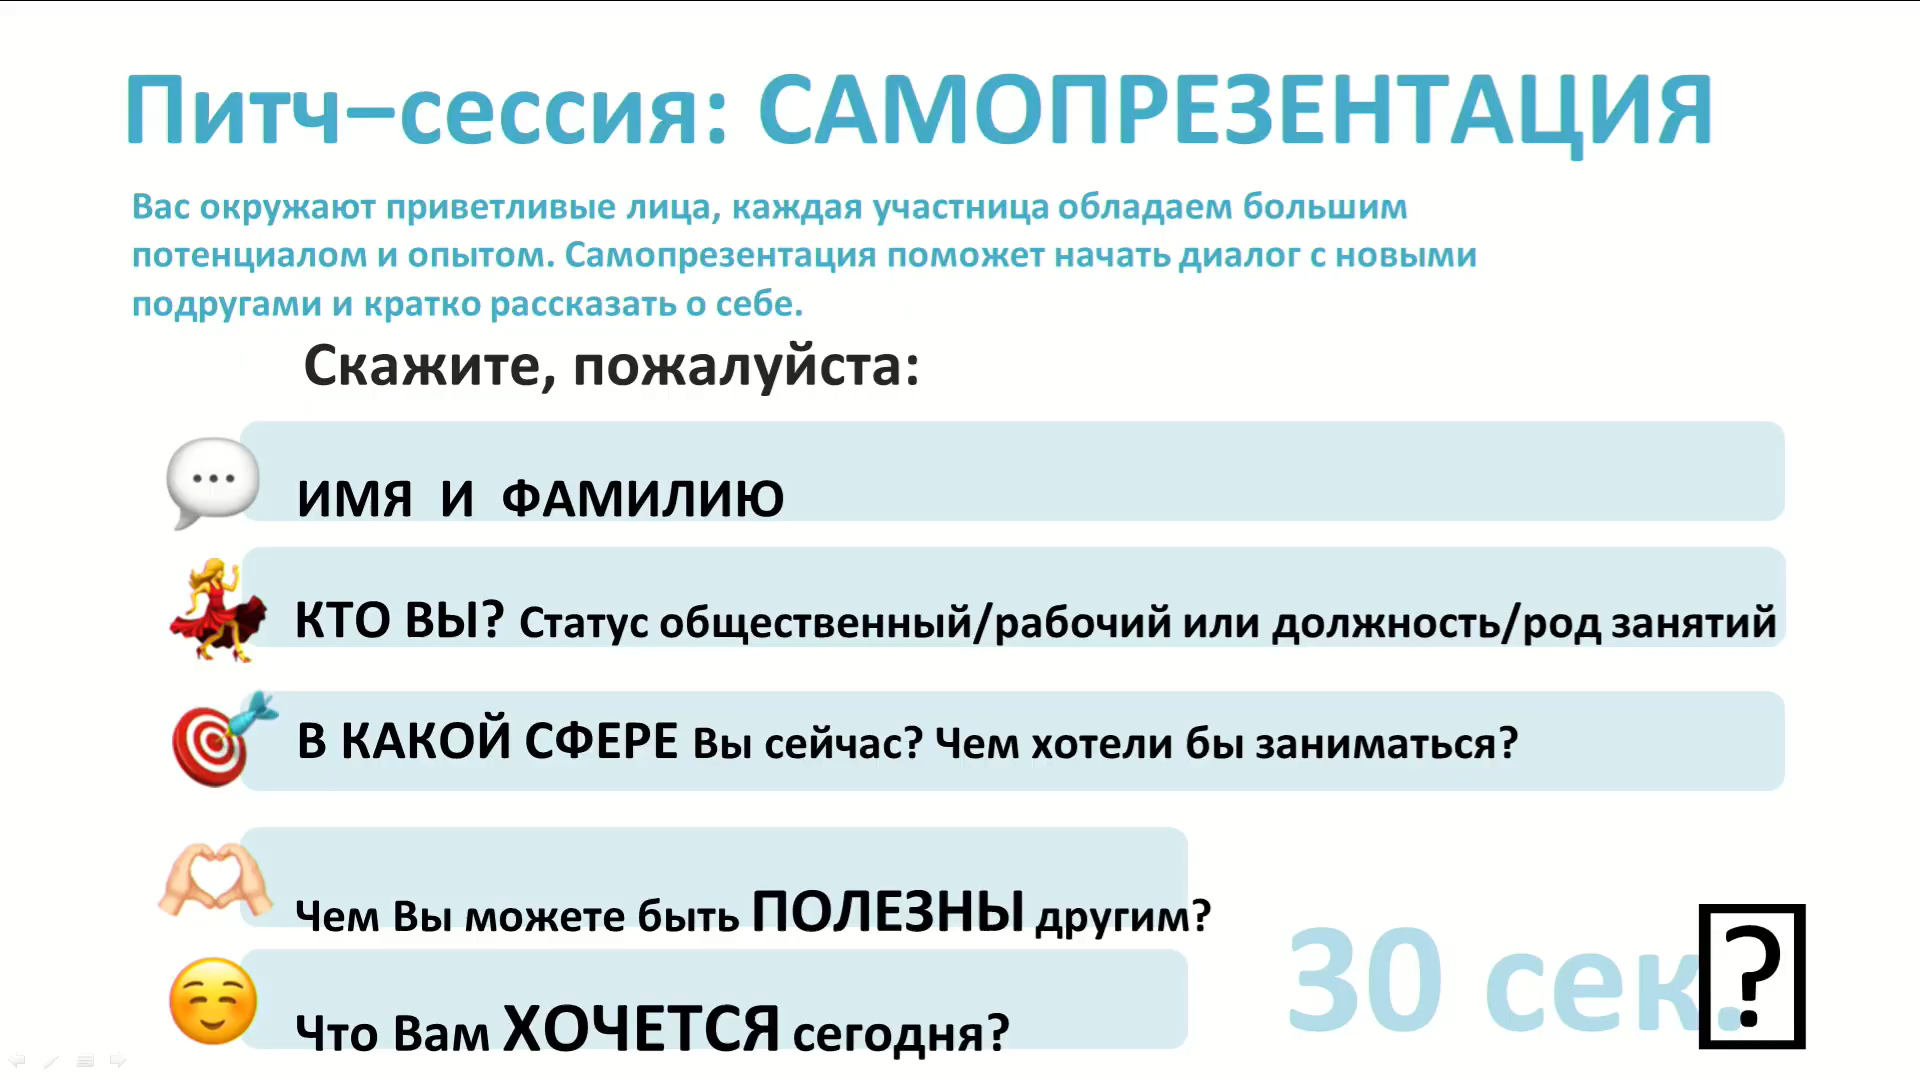 Питч–сессия: САМОПРЕЗЕНТАЦИЯ
Вас окружают приветливые лица, каждая участница обладаем большим
потенциалом и опытом. Самопрезентация поможет начать диалог с новыми
подругами и кратко рассказать о себе.
Скажите, пожалуйста:
ИМЯ И ФАМИЛИЮ
КТО ВЫ? Статус общественный/рабочий или должность/род занятий
В КАКОЙ СФЕРЕ Вы сейчас? Чем хотели бы заниматься?
Чем Вы можете быть ПОЛЕЗНЫ другим?
Что Вам ХОЧЕТСЯ сегодня?
30 сек.?